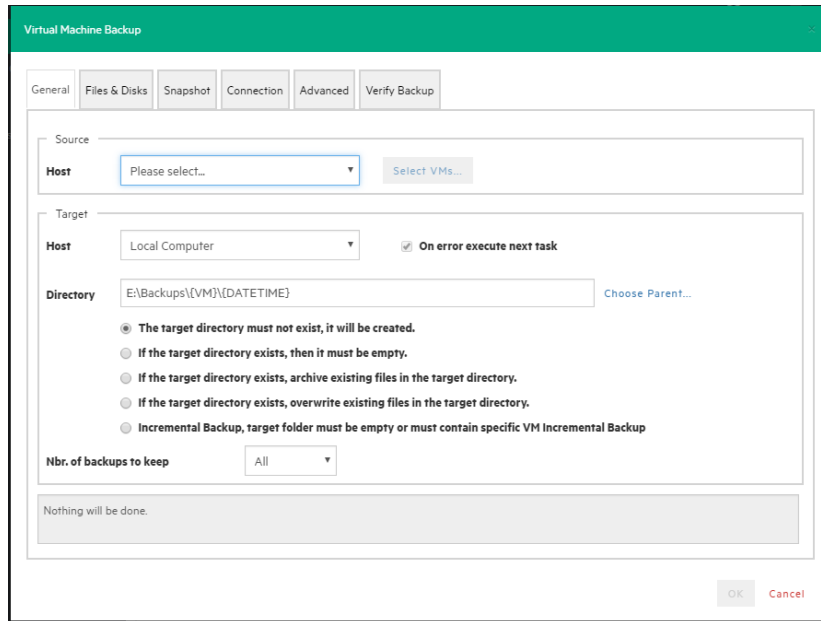 Virtual Machine Backup
General Files & Disks Snapshot Connection Advanced Verify Backup
Source
Host Please select... Select VMs...
Target
Host Local Computer On error execute next task
Directory E:\Backups\{VM}\{DATETIME} Choose Parent...
The target directory must not exist, it will be created.
If the target directory exists, then it must be empty.
If the target directory exists, archive existing files in the target directory.
If the target directory exists, overwrite existing files in the target directory.
Incremental Backup, target folder must be empty or must contain specific VM Incremental Backup
Nbr. of backups to keep All
Nothing will be done.
OK Cancel